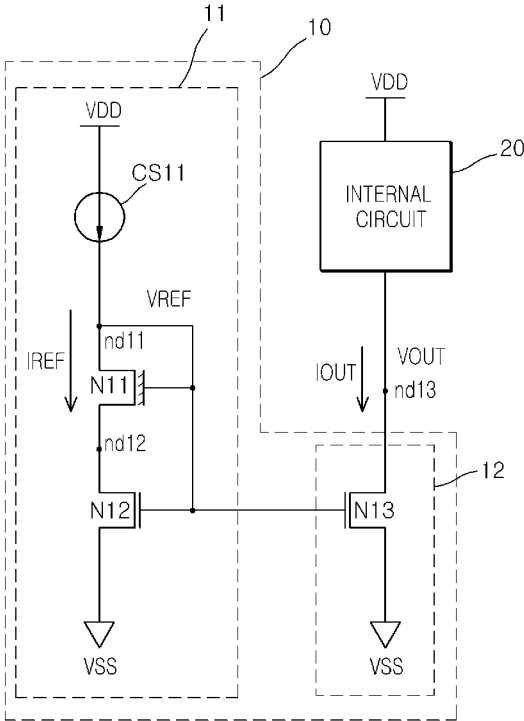 11
10
VDD
CS11
VDD
20
INTERNAL
CIRCUIT
VREF
nd11
IREF
N11
IOUT
VOUT
nd13
nd12
12
N12
N13
VSS
VSS